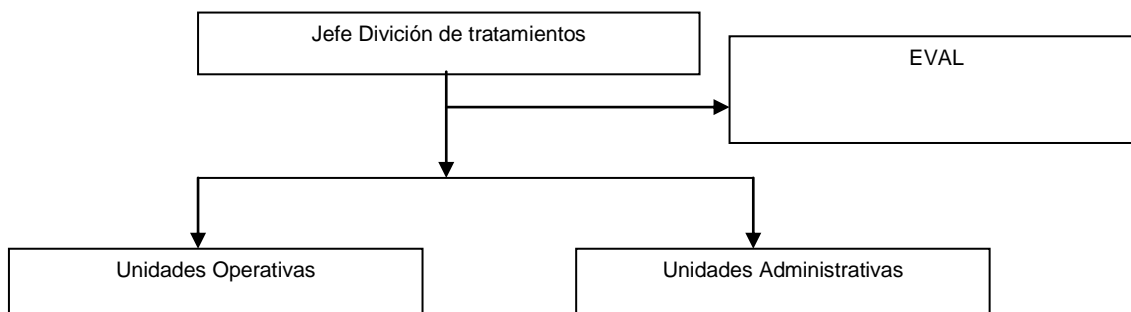 Jefe Divición de tratamientos
EVAL
Unidades Operativas
Unidades Administrativas